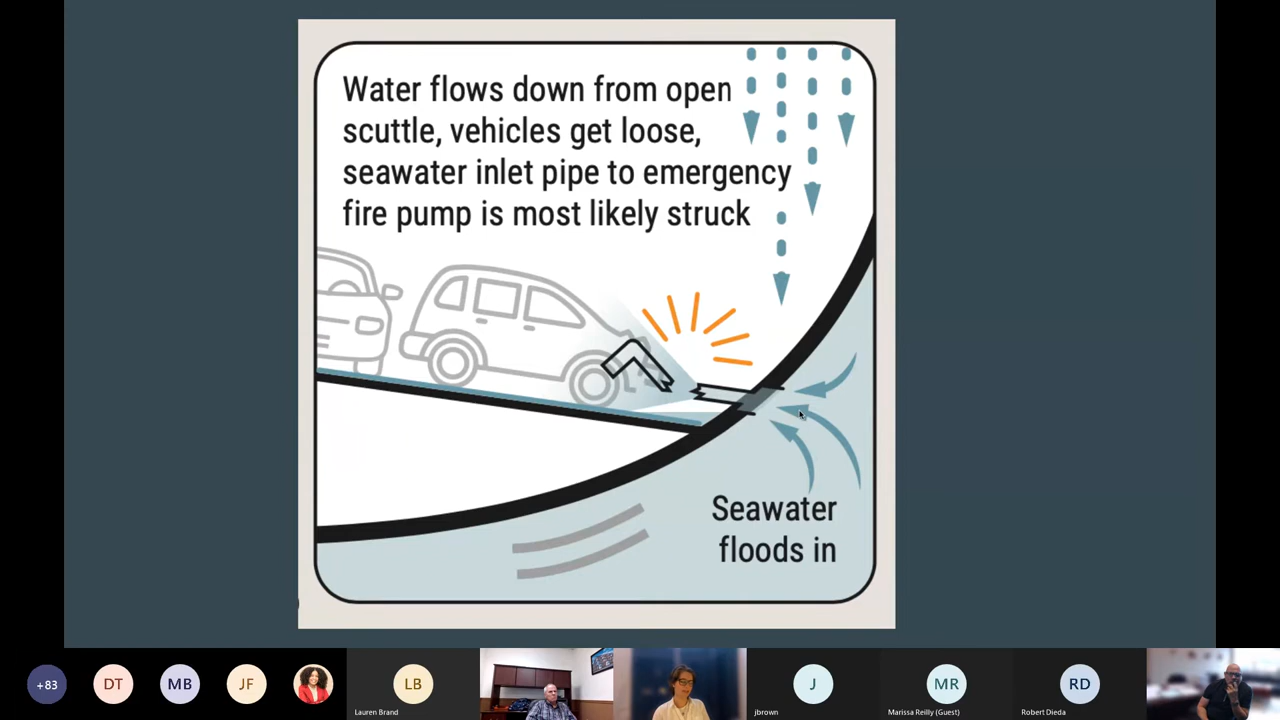 Water flows down from open
scuttle, vehicles get loose,
seawater inlet pipe to emergency
fire pump is most likely struck
Seawater
floods in
+83
DT
MB
JF
LB
Lauren Brand
J
jbrown
MR
Marissa Reilly (Guest)
RD
Robert Dieda